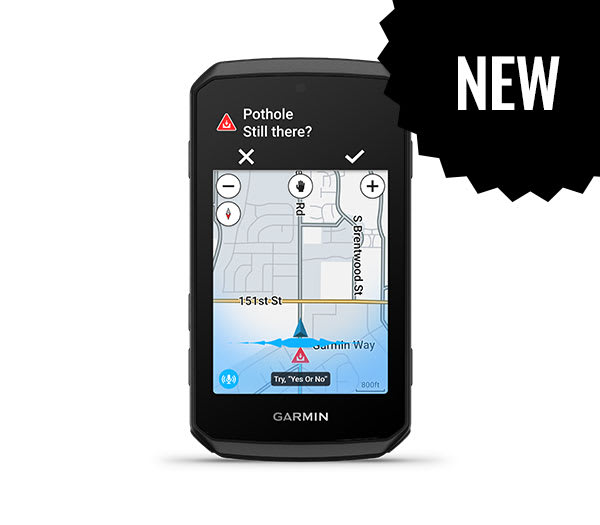 NEW
Pothole
Still there?
Rd
S Brentwood St
151st St
Garmin Way
Try, "Yes Or No"
800ft
GARMIN